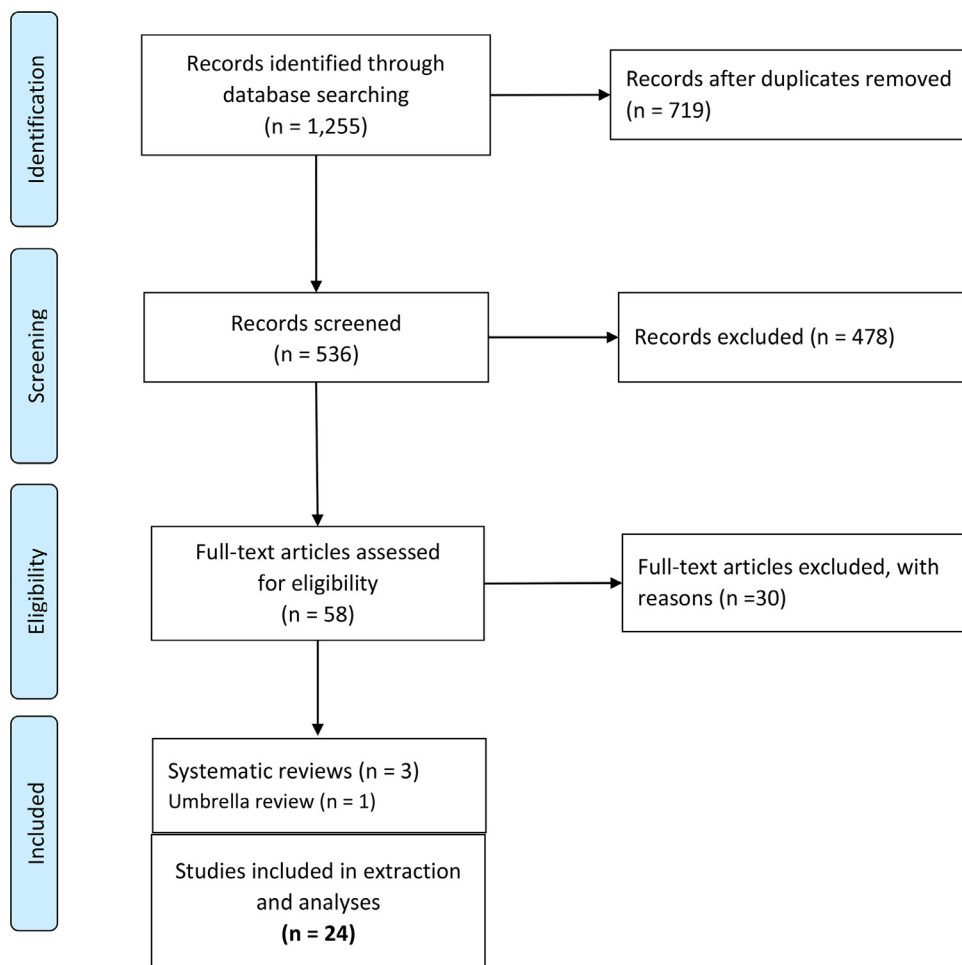 Identification
Records identified through
database searching
(n = 1,255)
Records after duplicates removed
(n = 719)
Screening
Records screened
(n = 536)
Records excluded (n = 478)
Eligibility
Full-text articles assessed
for eligibility
(n = 58)
Full-text articles excluded, with
reasons (n =30)
Included
Systematic reviews (n = 3)
Umbrella review (n = 1)
Studies included in extraction
and analyses
(n = 24)